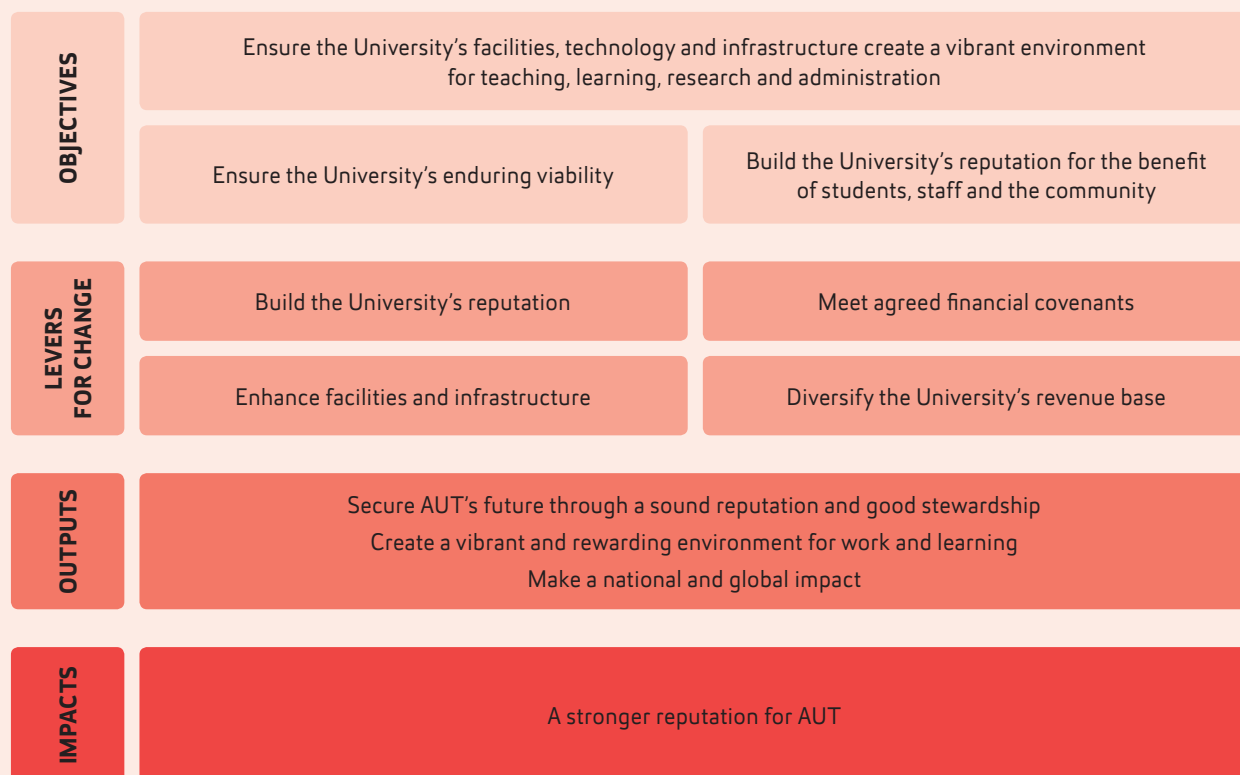 OBJECTIVES
Ensure the University’s facilities, technology and infrastructure create a vibrant environment
for teaching, learning, research and administration
Ensure the University’s enduring viability
Build the University’s reputation for the benefit
of students, staff and the community
LEVERS
FOR CHANGE
Build the University’s reputation
Meet agreed financial covenants
Enhance facilities and infrastructure
Diversify the University’s revenue base
OUTPUTS
Secure AUT’s future through a sound reputation and good stewardship
Create a vibrant and rewarding environment for work and learning
Make a national and global impact
IMPACTS
A stronger reputation for AUT